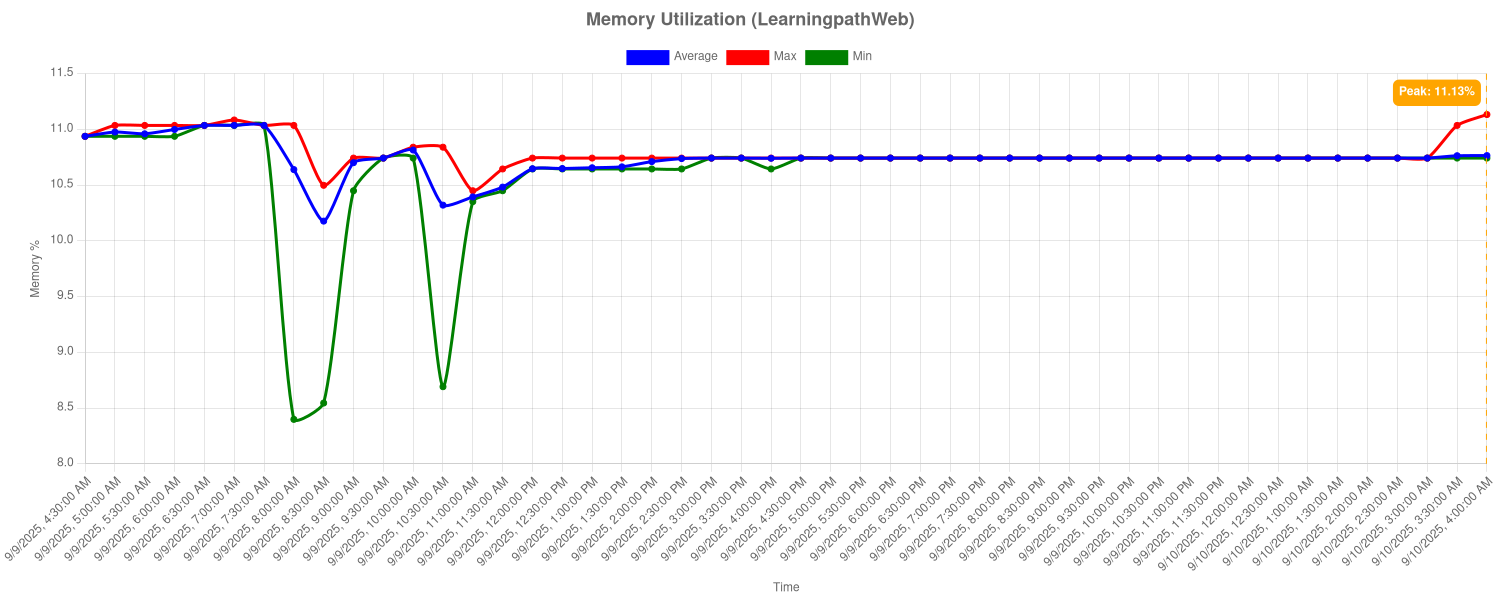 Memory Utilization (LearningpathWeb)
Average Max Min
11.5
Peak: 11.13%
11.0
10.5
10.0
Memory %
9.5
9.0
8.5
8.0
9/9/2025, 4:30:00 AM
9/9/2025, 5:00:00 AM
9/9/2025, 5:30:00 AM
9/9/2025, 6:00:00 AM
9/9/2025, 6:30:00 AM
9/9/2025, 7:00:00 AM
9/9/2025, 7:30:00 AM
9/9/2025, 8:00:00 AM
9/9/2025, 8:30:00 AM
9/9/2025, 9:00:00 AM
9/9/2025, 9:30:00 AM
9/9/2025, 10:00:00 AM
9/9/2025, 10:30:00 AM
9/9/2025, 11:00:00 AM
9/9/2025, 11:30:00 AM
9/9/2025, 12:00:00 PM
9/9/2025, 12:30:00 PM
9/9/2025, 1:00:00 PM
9/9/2025, 1:30:00 PM
9/9/2025, 2:00:00 PM
9/9/2025, 2:30:00 PM
9/9/2025, 3:00:00 PM
9/9/2025, 3:30:00 PM
9/9/2025, 4:00:00 PM
9/9/2025, 4:30:00 PM
9/9/2025, 5:00:00 PM
9/9/2025, 5:30:00 PM
9/9/2025, 6:00:00 PM
9/9/2025, 6:30:00 PM
9/9/2025, 7:00:00 PM
9/9/2025, 7:30:00 PM
9/9/2025, 8:00:00 PM
9/9/2025, 8:30:00 PM
9/9/2025, 9:00:00 PM
9/9/2025, 9:30:00 PM
9/9/2025, 10:00:00 PM
9/9/2025, 10:30:00 PM
9/9/2025, 11:00:00 PM
9/9/2025, 11:30:00 PM
9/10/2025, 12:00:00 AM
9/10/2025, 12:30:00 AM
9/10/2025, 1:00:00 AM
9/10/2025, 1:30:00 AM
9/10/2025, 2:00:00 AM
9/10/2025, 2:30:00 AM
9/10/2025, 3:00:00 AM
9/10/2025, 3:30:00 AM
9/10/2025, 4:00:00 AM
Time